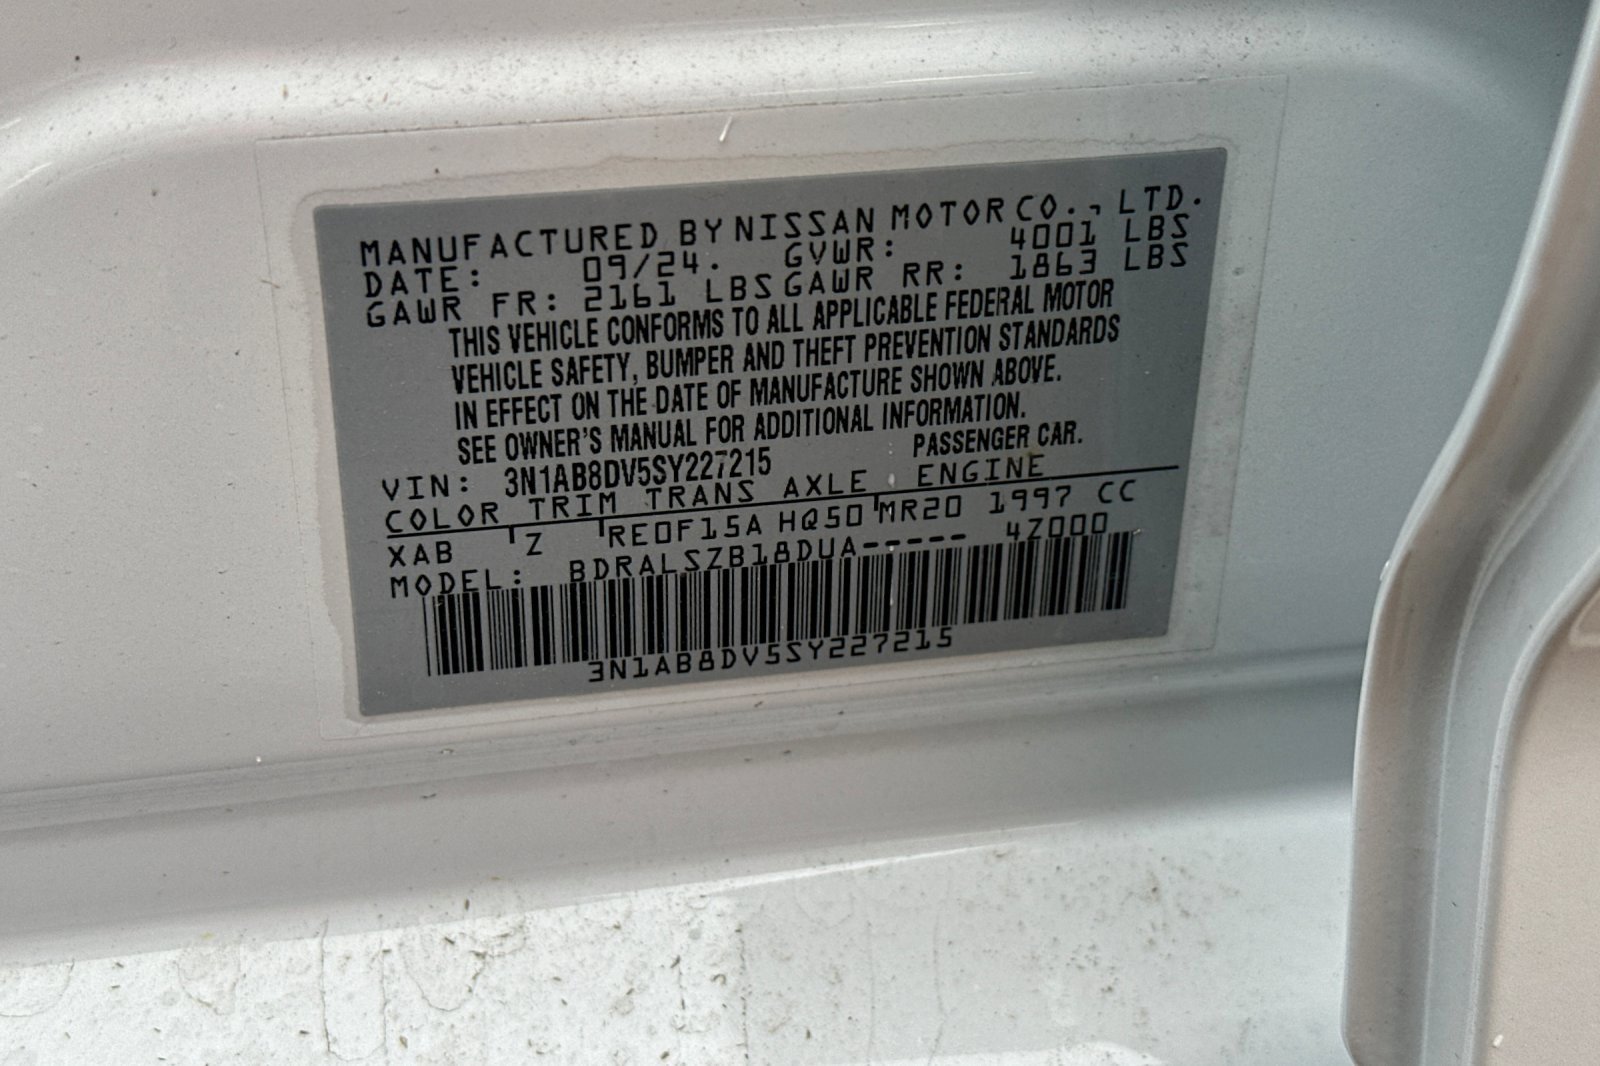 MANUFACTURED BY NISSAN MOTOR CO., LTD.
DATE: 09/24. GVWR: 4001 LBS
GAWR FR: 2161 LBS GAWR RR: 1863 LBS
THIS VEHICLE CONFORMS TO ALL APPLICABLE FEDERAL MOTOR
VEHICLE SAFETY, BUMPER AND THEFT PREVENTION STANDARDS
IN EFFECT ON THE DATE OF MANUFACTURE SHOWN ABOVE.
SEE OWNER'S MANUAL FOR ADDITIONAL INFORMATION.
VIN: 3N1AB8DV5SY227215 PASSENGER CAR.
COLOR TRIM TRANS AXLE ENGINE
XAB Z RE0F15A HQ50 MR20 1997 CC
MODEL: BDRALSZB18DUA----- 4Z000
3N1AB8DV5SY227215